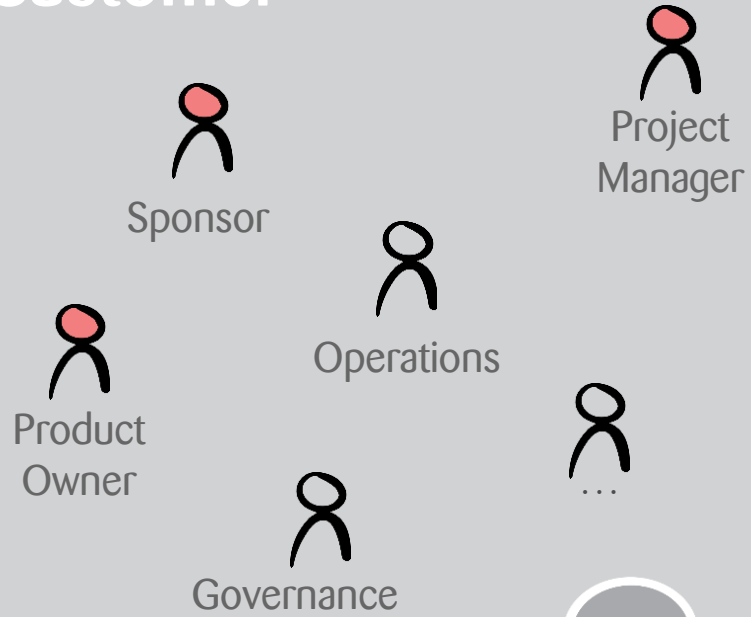 Project
Manager
Sponsor
Operations
Product
Owner
...
Governance